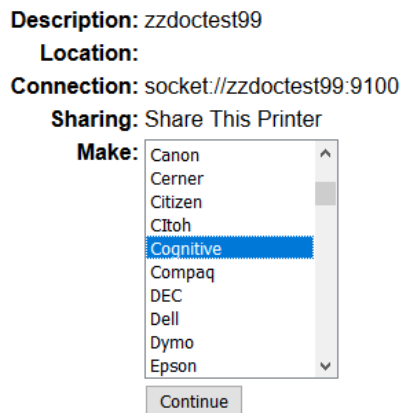 Description: zzdoctest99
Location:
Connection: socket://zzdoctest99:9100
Sharing: Share This Printer
Make: Canon
Cerner
Citizen
CItoh
Cognitive
Compaq
DEC
Dell
Dymo
Epson
Continue